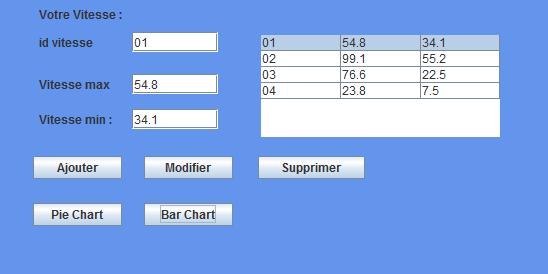 Votre Vitesse :
id vitesse 01
Vitesse max 54.8
Vitesse min : 34.1
01 54.8 34.1
02 99.1 55.2
03 76.6 22.5
04 23.8 7.5
Ajouter Modifier Supprimer
Pie Chart Bar Chart